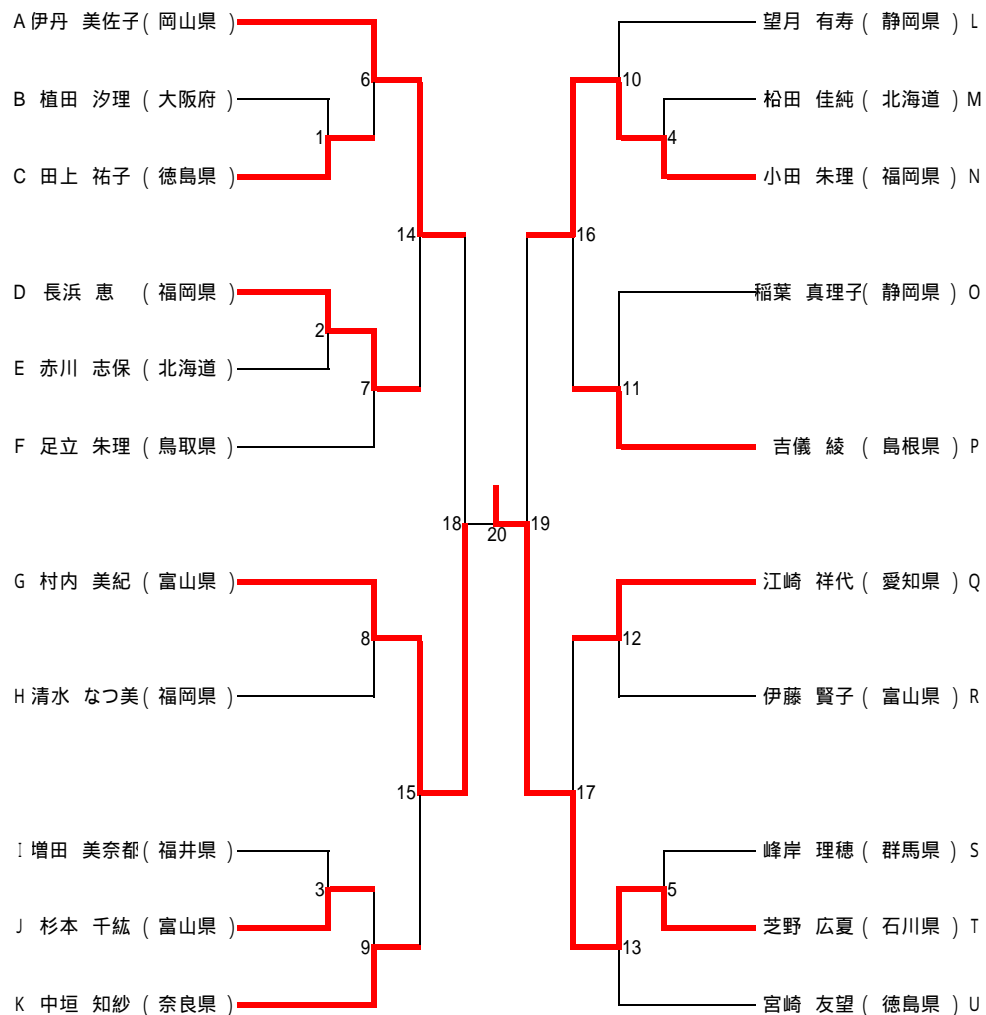 A 伊丹 美佐子 ( 岡山県 )
B 植田 汐理 ( 大阪府 )
C 田上 祐子 ( 徳島県 )
D 長浜 恵 ( 福岡県 )
E 赤川 志保 ( 北海道 )
F 足立 朱理 ( 鳥取県 )
G 村内 美紀 ( 富山県 )
H 清水 なつ美 ( 福岡県 )
I 増田 美奈都 ( 福井県 )
J 杉本 千紘 ( 富山県 )
K 中垣 知紗 ( 奈良県 )
1
2
3
6
7
8
9
14
15
18
20
19
16
17
10
11
12
13
4
5
望月 有寿 ( 静岡県 ) L
松田 佳純 ( 北海道 ) M
小田 朱理 ( 福岡県 ) N
稲葉 真理子 ( 静岡県 ) O
吉儀 綾 ( 島根県 ) P
江崎 祥代 ( 愛知県 ) Q
伊藤 賢子 ( 富山県 ) R
峰岸 理穂 ( 群馬県 ) S
芝野 広夏 ( 石川県 ) T
宮崎 友望 ( 徳島県 ) U